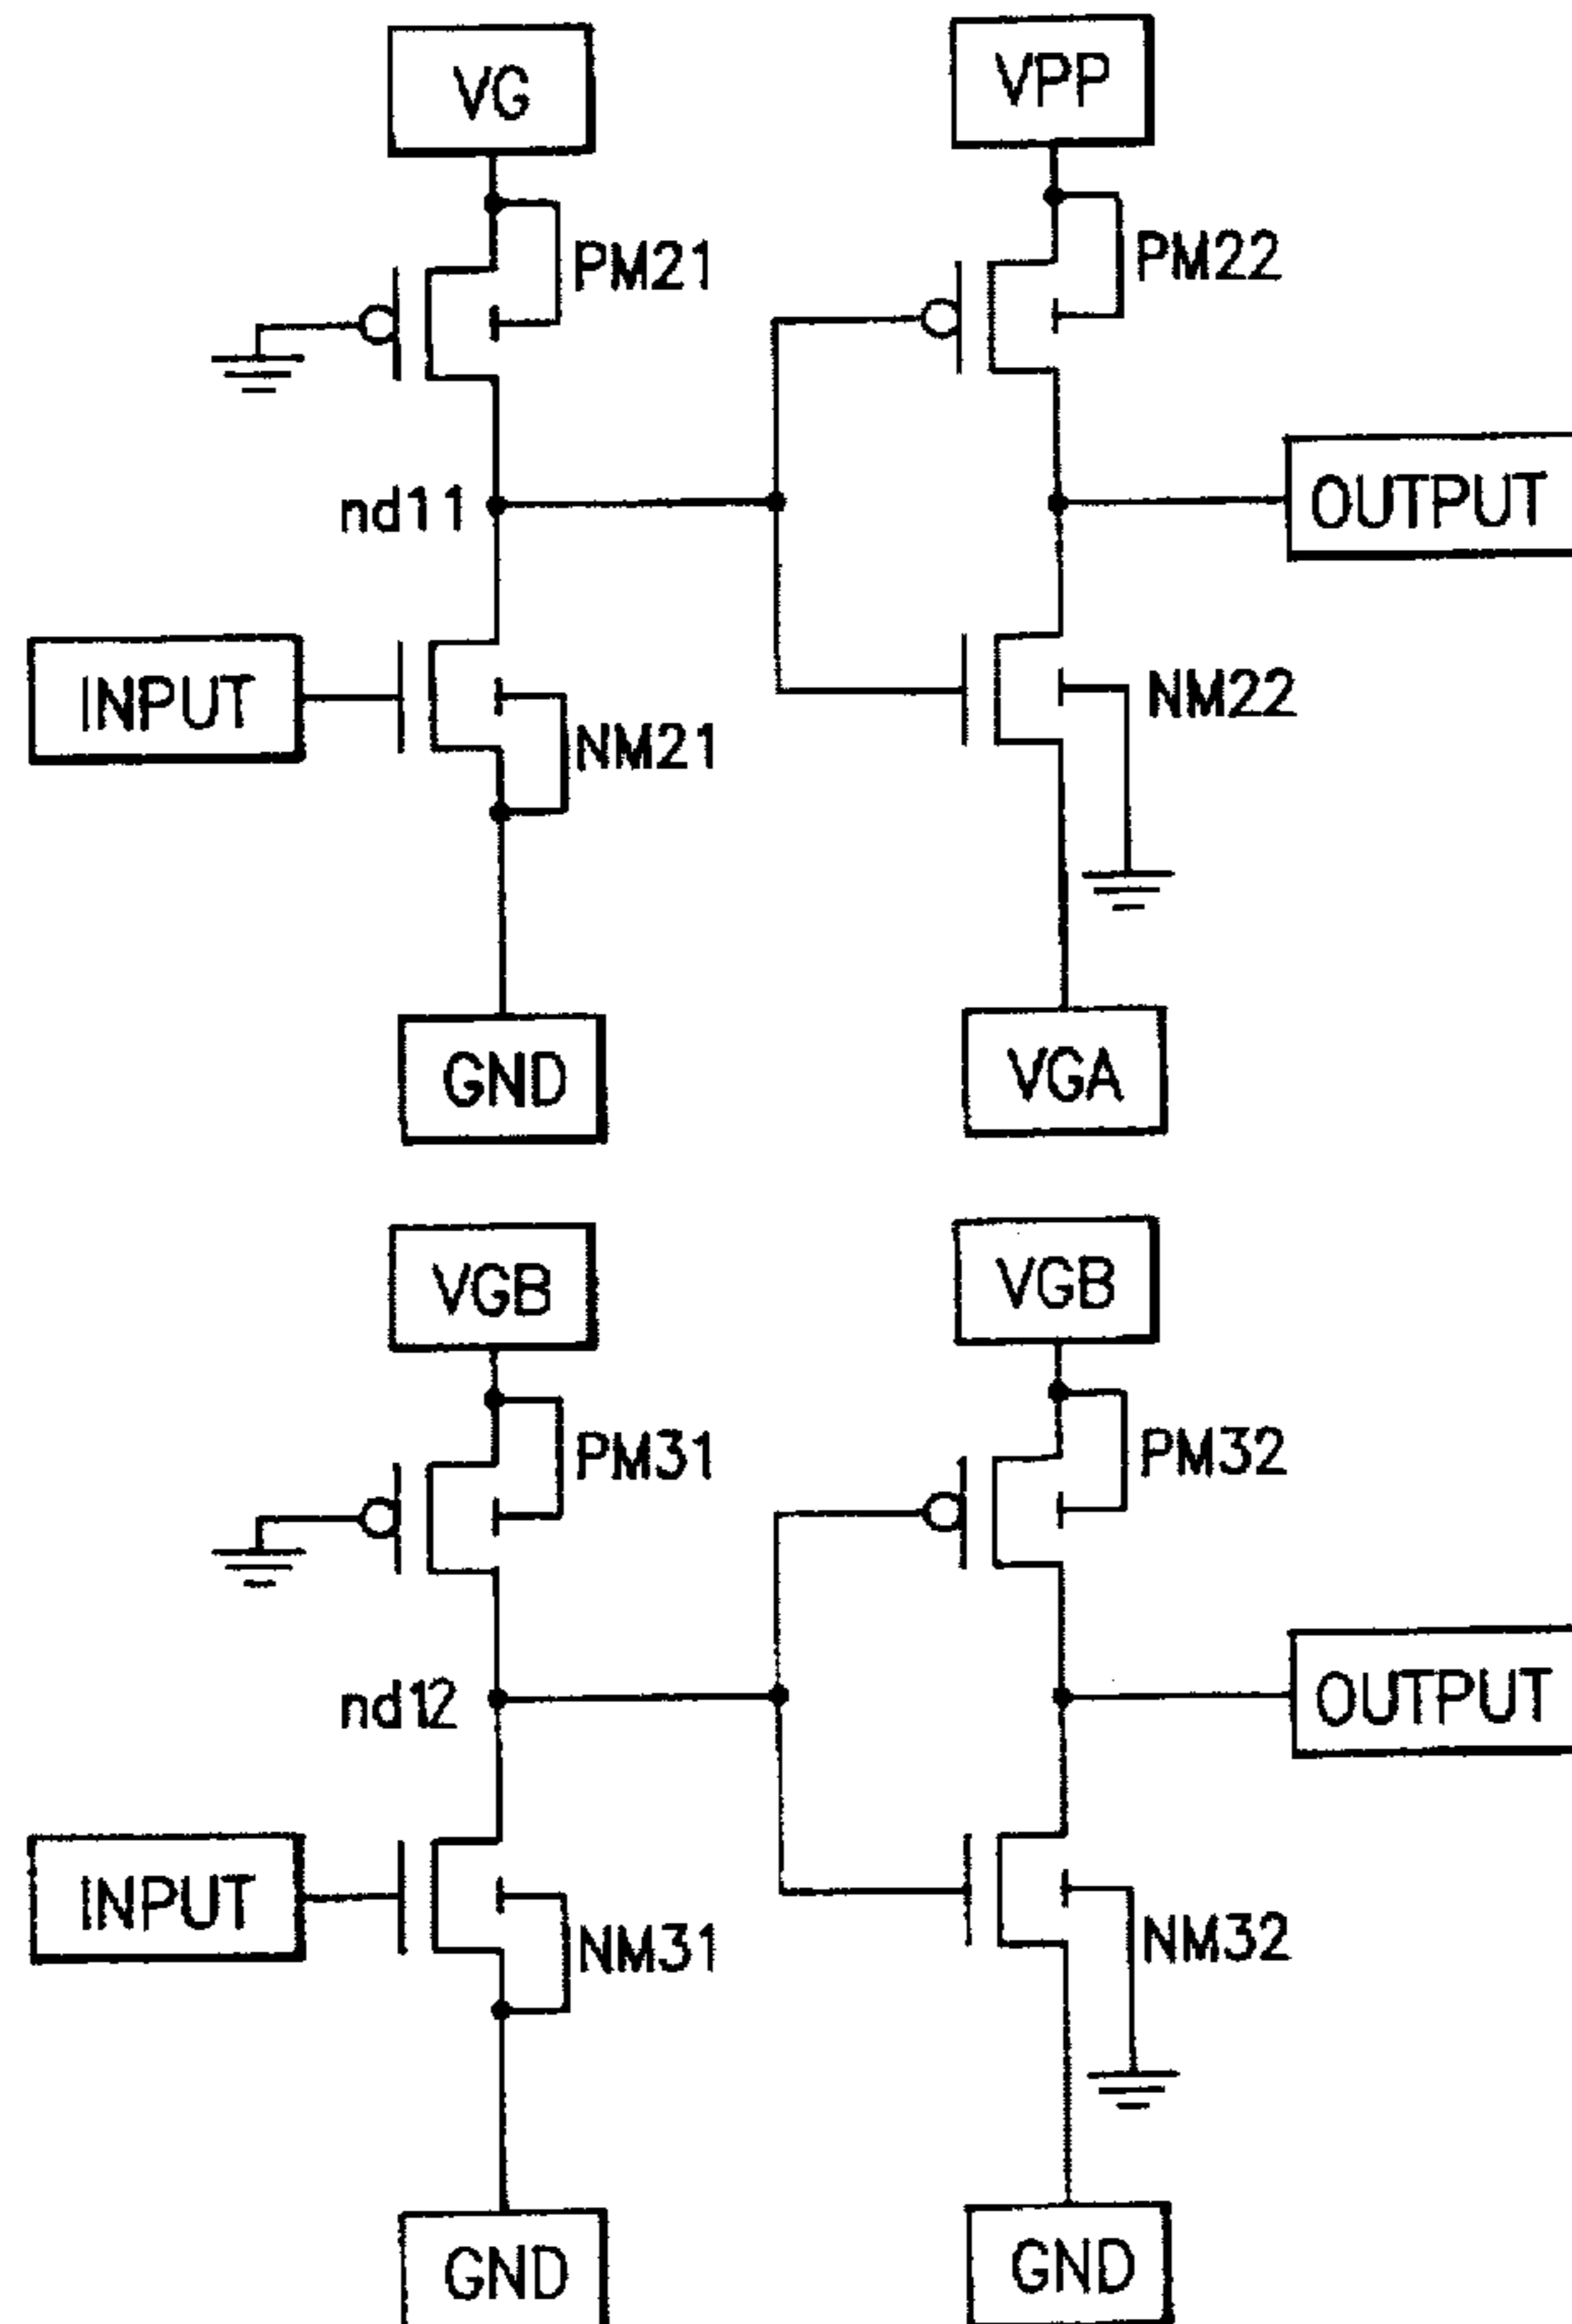 VG
VPP
PM21
PM22
nd11
OUTPUT
INPUT
NM21
NM22
GND
VGA
VGB
VGB
PM31
PM32
nd12
OUTPUT
INPUT
NM31
NM32
GND
GND